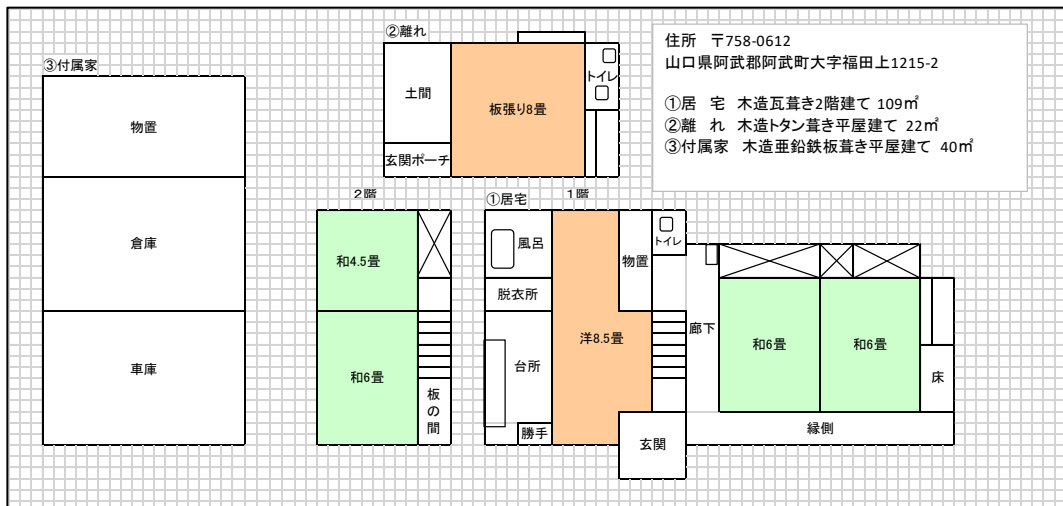 住所　〒758-0612
山口県阿武郡阿武町大字福田上1215-2
①居　宅　木造瓦葺き2階建て 109㎡
②離　れ　木造トタン葺き平屋建て 22㎡
③付属家　木造亜鉛鉄板葺き平屋建て 40㎡
③付属家
物置
倉庫
車庫
②離れ
土間
板張り8畳
トイレ
玄関ポーチ
2階
和4.5畳
和6畳
板の間
①居宅
1階
風呂
脱衣所
台所
勝手
洋8.5畳
物置
トイレ
玄関
廊下
和6畳
和6畳
床
縁側